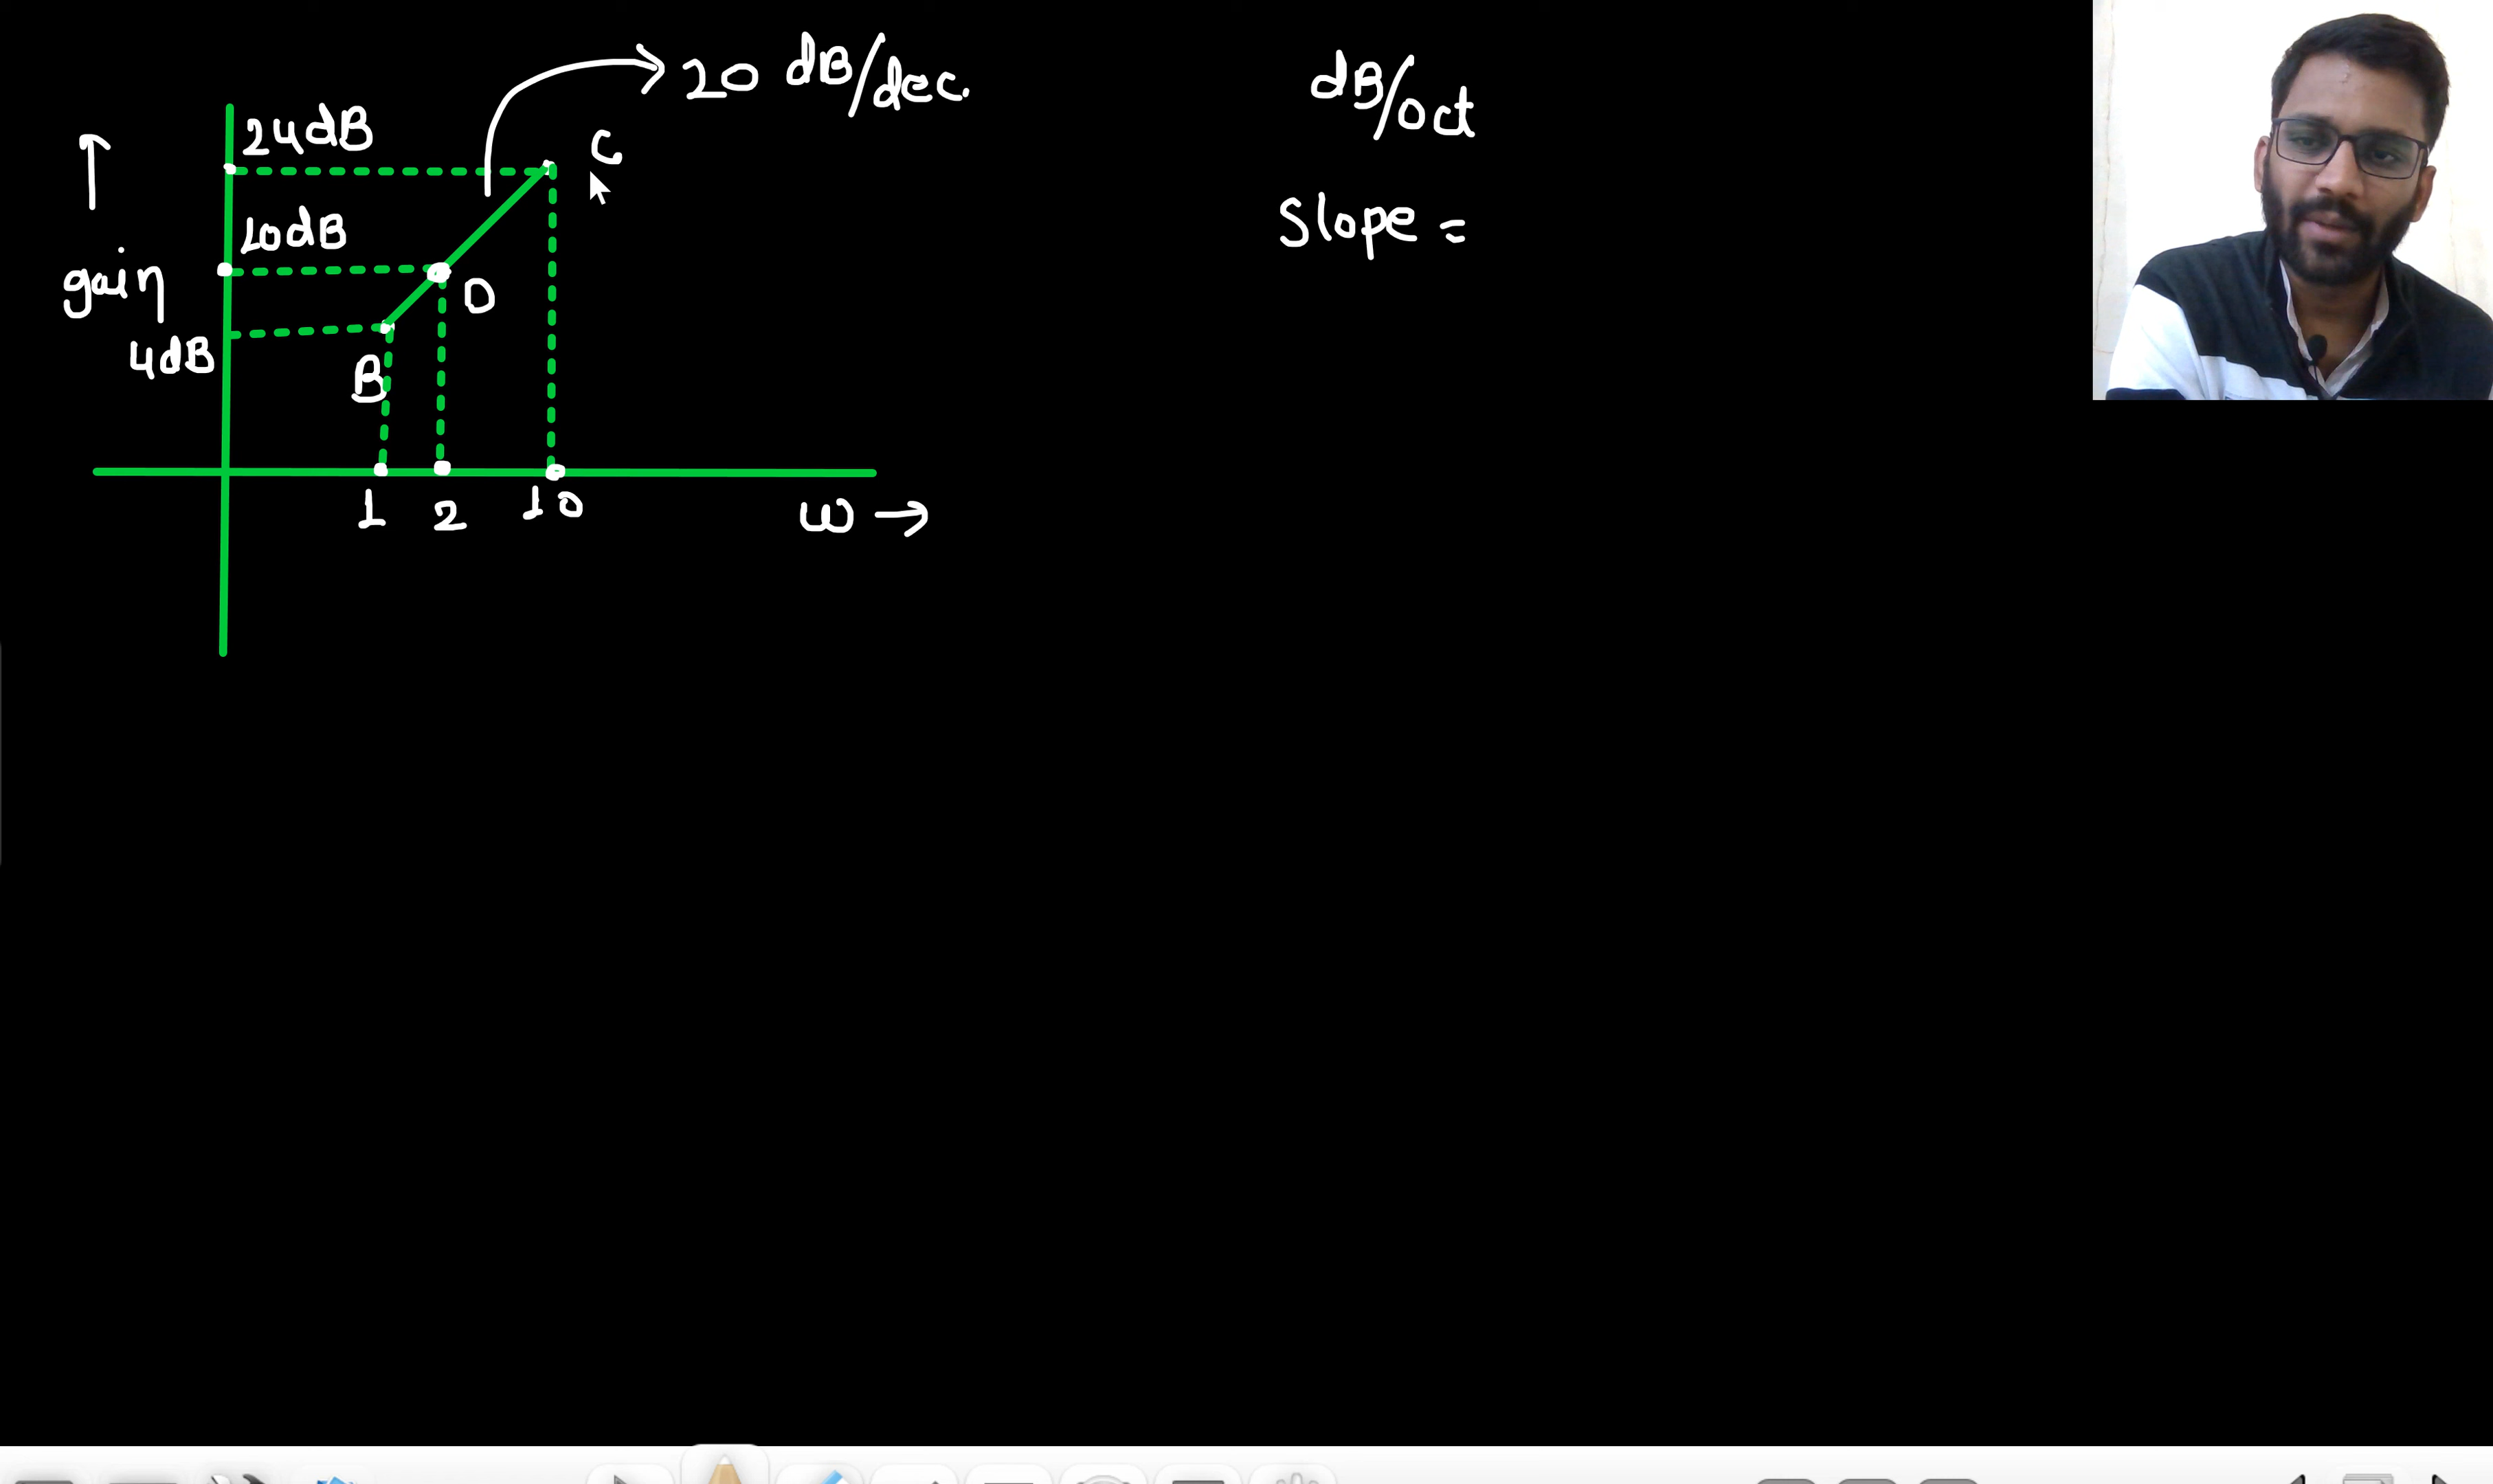 20 dB/dec.
dB/oct
24dB
C
Slope =
10dB
gain
D
4dB
B
1 2 10 ω →